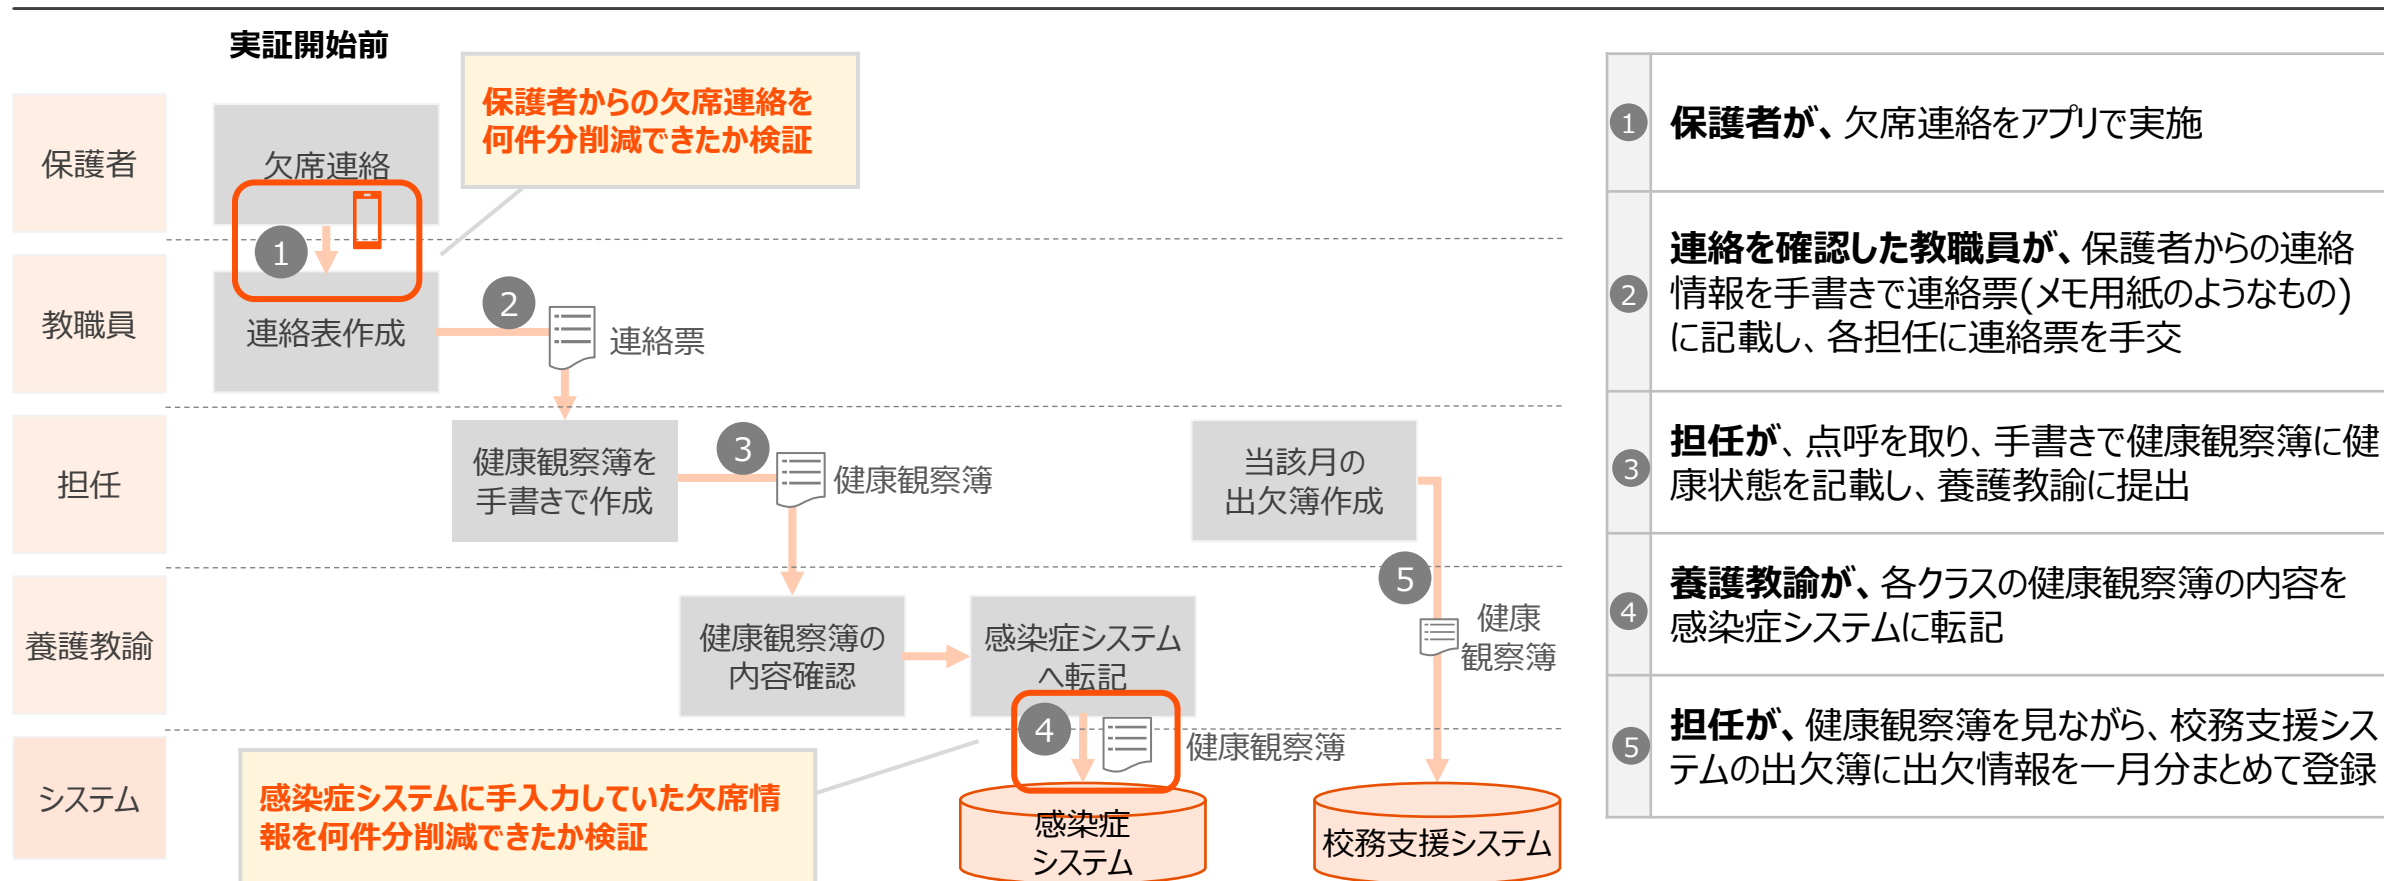 実証開始前
保護者からの欠席連絡を
何件分削減できたか検証
保護者
欠席連絡
1
教職員
連絡表作成
2
連絡票
担任
健康観察簿を
手書きで作成
3
健康観察簿
当該月の
出欠簿作成
5
養護教諭
健康観察簿の
内容確認
感染症システム
へ転記
健康
観察簿
4
健康観察簿
システム
感染症システムに手入力していた欠席情
報を何件分削減できたか検証
感染症
システム
校務支援システム
1
保護者が、欠席連絡をアプリで実施
2
連絡を確認した教職員が、保護者からの連絡
情報を手書きで連絡票(メモ用紙のようなもの)
に記載し、各担任に連絡票を手交
3
担任が、点呼を取り、手書きで健康観察簿に健
康状態を記載し、養護教諭に提出
4
養護教諭が、各クラスの健康観察簿の内容を
感染症システムに転記
5
担任が、健康観察簿を見ながら、校務支援シス
テムの出欠簿に出欠情報を一月分まとめて登録